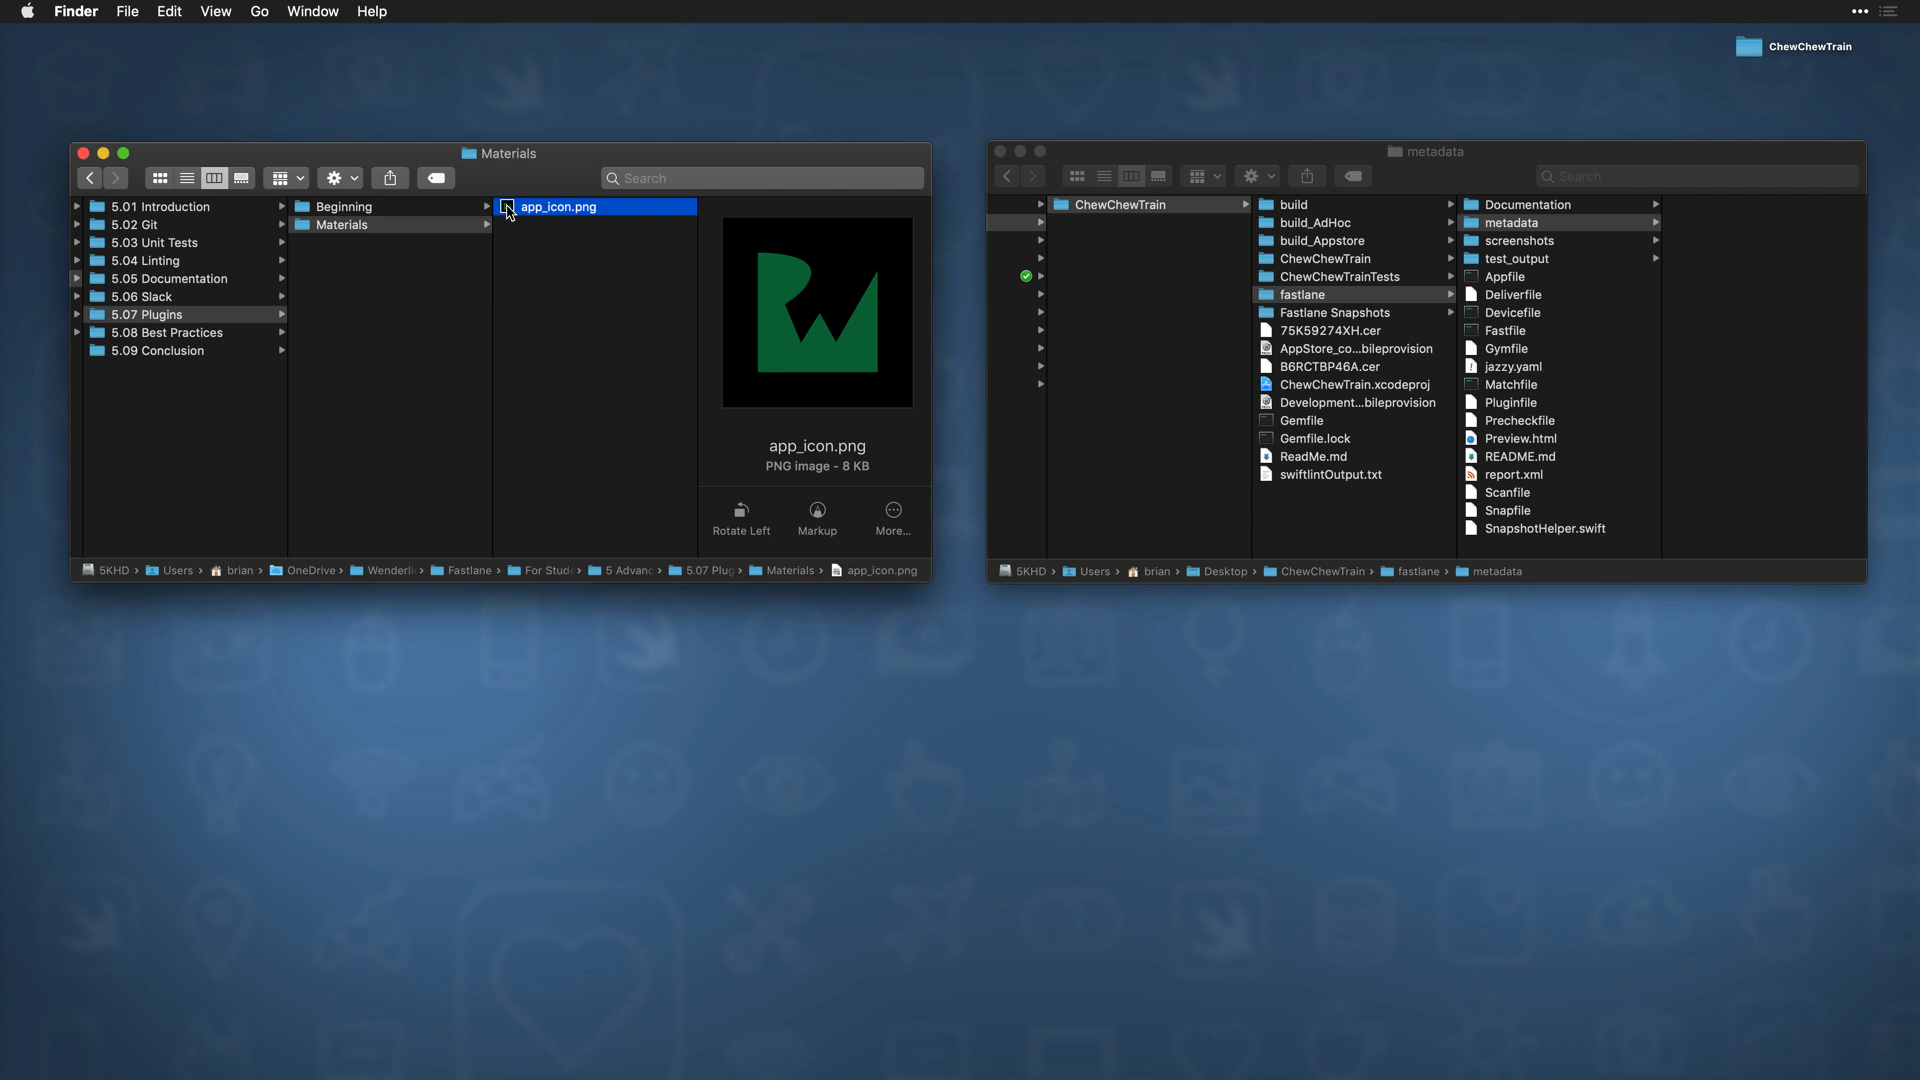 Finder File Edit View Go Window Help
ChewChewTrain
Materials
Search
5.01 Introduction
5.02 Git
5.03 Unit Tests
5.04 Linting
5.05 Documentation
5.06 Slack
5.07 Plugins
5.08 Best Practices
5.09 Conclusion
Beginning
Materials
app_icon.png
app_icon.png
PNG image - 8 KB
Rotate Left Markup More...
5KHD › Users › brian › OneDrive › Wenderli › Fastlane › For Stude › 5 Advanc › 5.07 Plug › Materials › app_icon.png
metadata
Search
ChewChewTrain
build
build_AdHoc
build_Appstore
ChewChewTrain
ChewChewTrainTests
fastlane
Fastlane Snapshots
75K59274XH.cer
AppStore_co...bileprovision
B6RCTBP46A.cer
ChewChewTrain.xcodeproj
Development...bileprovision
Gemfile
Gemfile.lock
ReadMe.md
swiftlintOutput.txt
Documentation
metadata
screenshots
test_output
Appfile
Deliverfile
Devicefile
Fastfile
Gymfile
jazzy.yaml
Matchfile
Pluginfile
Precheckfile
Preview.html
README.md
report.xml
Scanfile
Snapfile
SnapshotHelper.swift
5KHD › Users › brian › Desktop › ChewChewTrain › fastlane › metadata